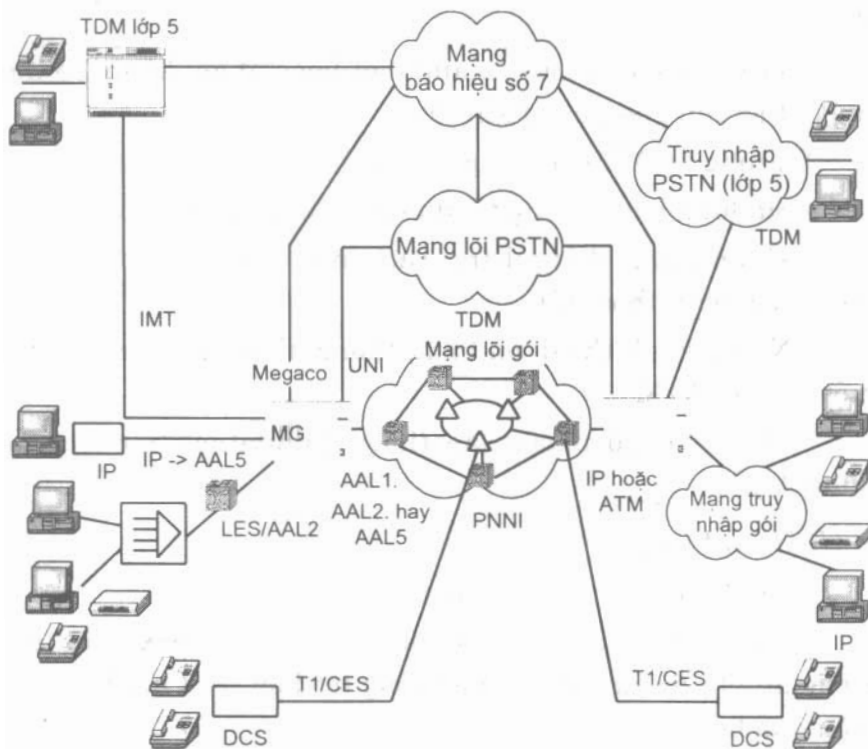 TDM lớp 5
Mạng
báo hiệu số 7
Truy nhập
PSTN (lớp 5)
TDM
Mạng lõi PSTN
TDM
IMT
Megaco
UNI
Mạng lõi gói
MG
IP
IP -> AAL5
LES/AAL2
AAL1.
AAL2. hay
AAL5
PNNI
IP hoặc
ATM
Mạng truy
nhập gói
IP
T1/CES
DCS
T1/CES
DCS